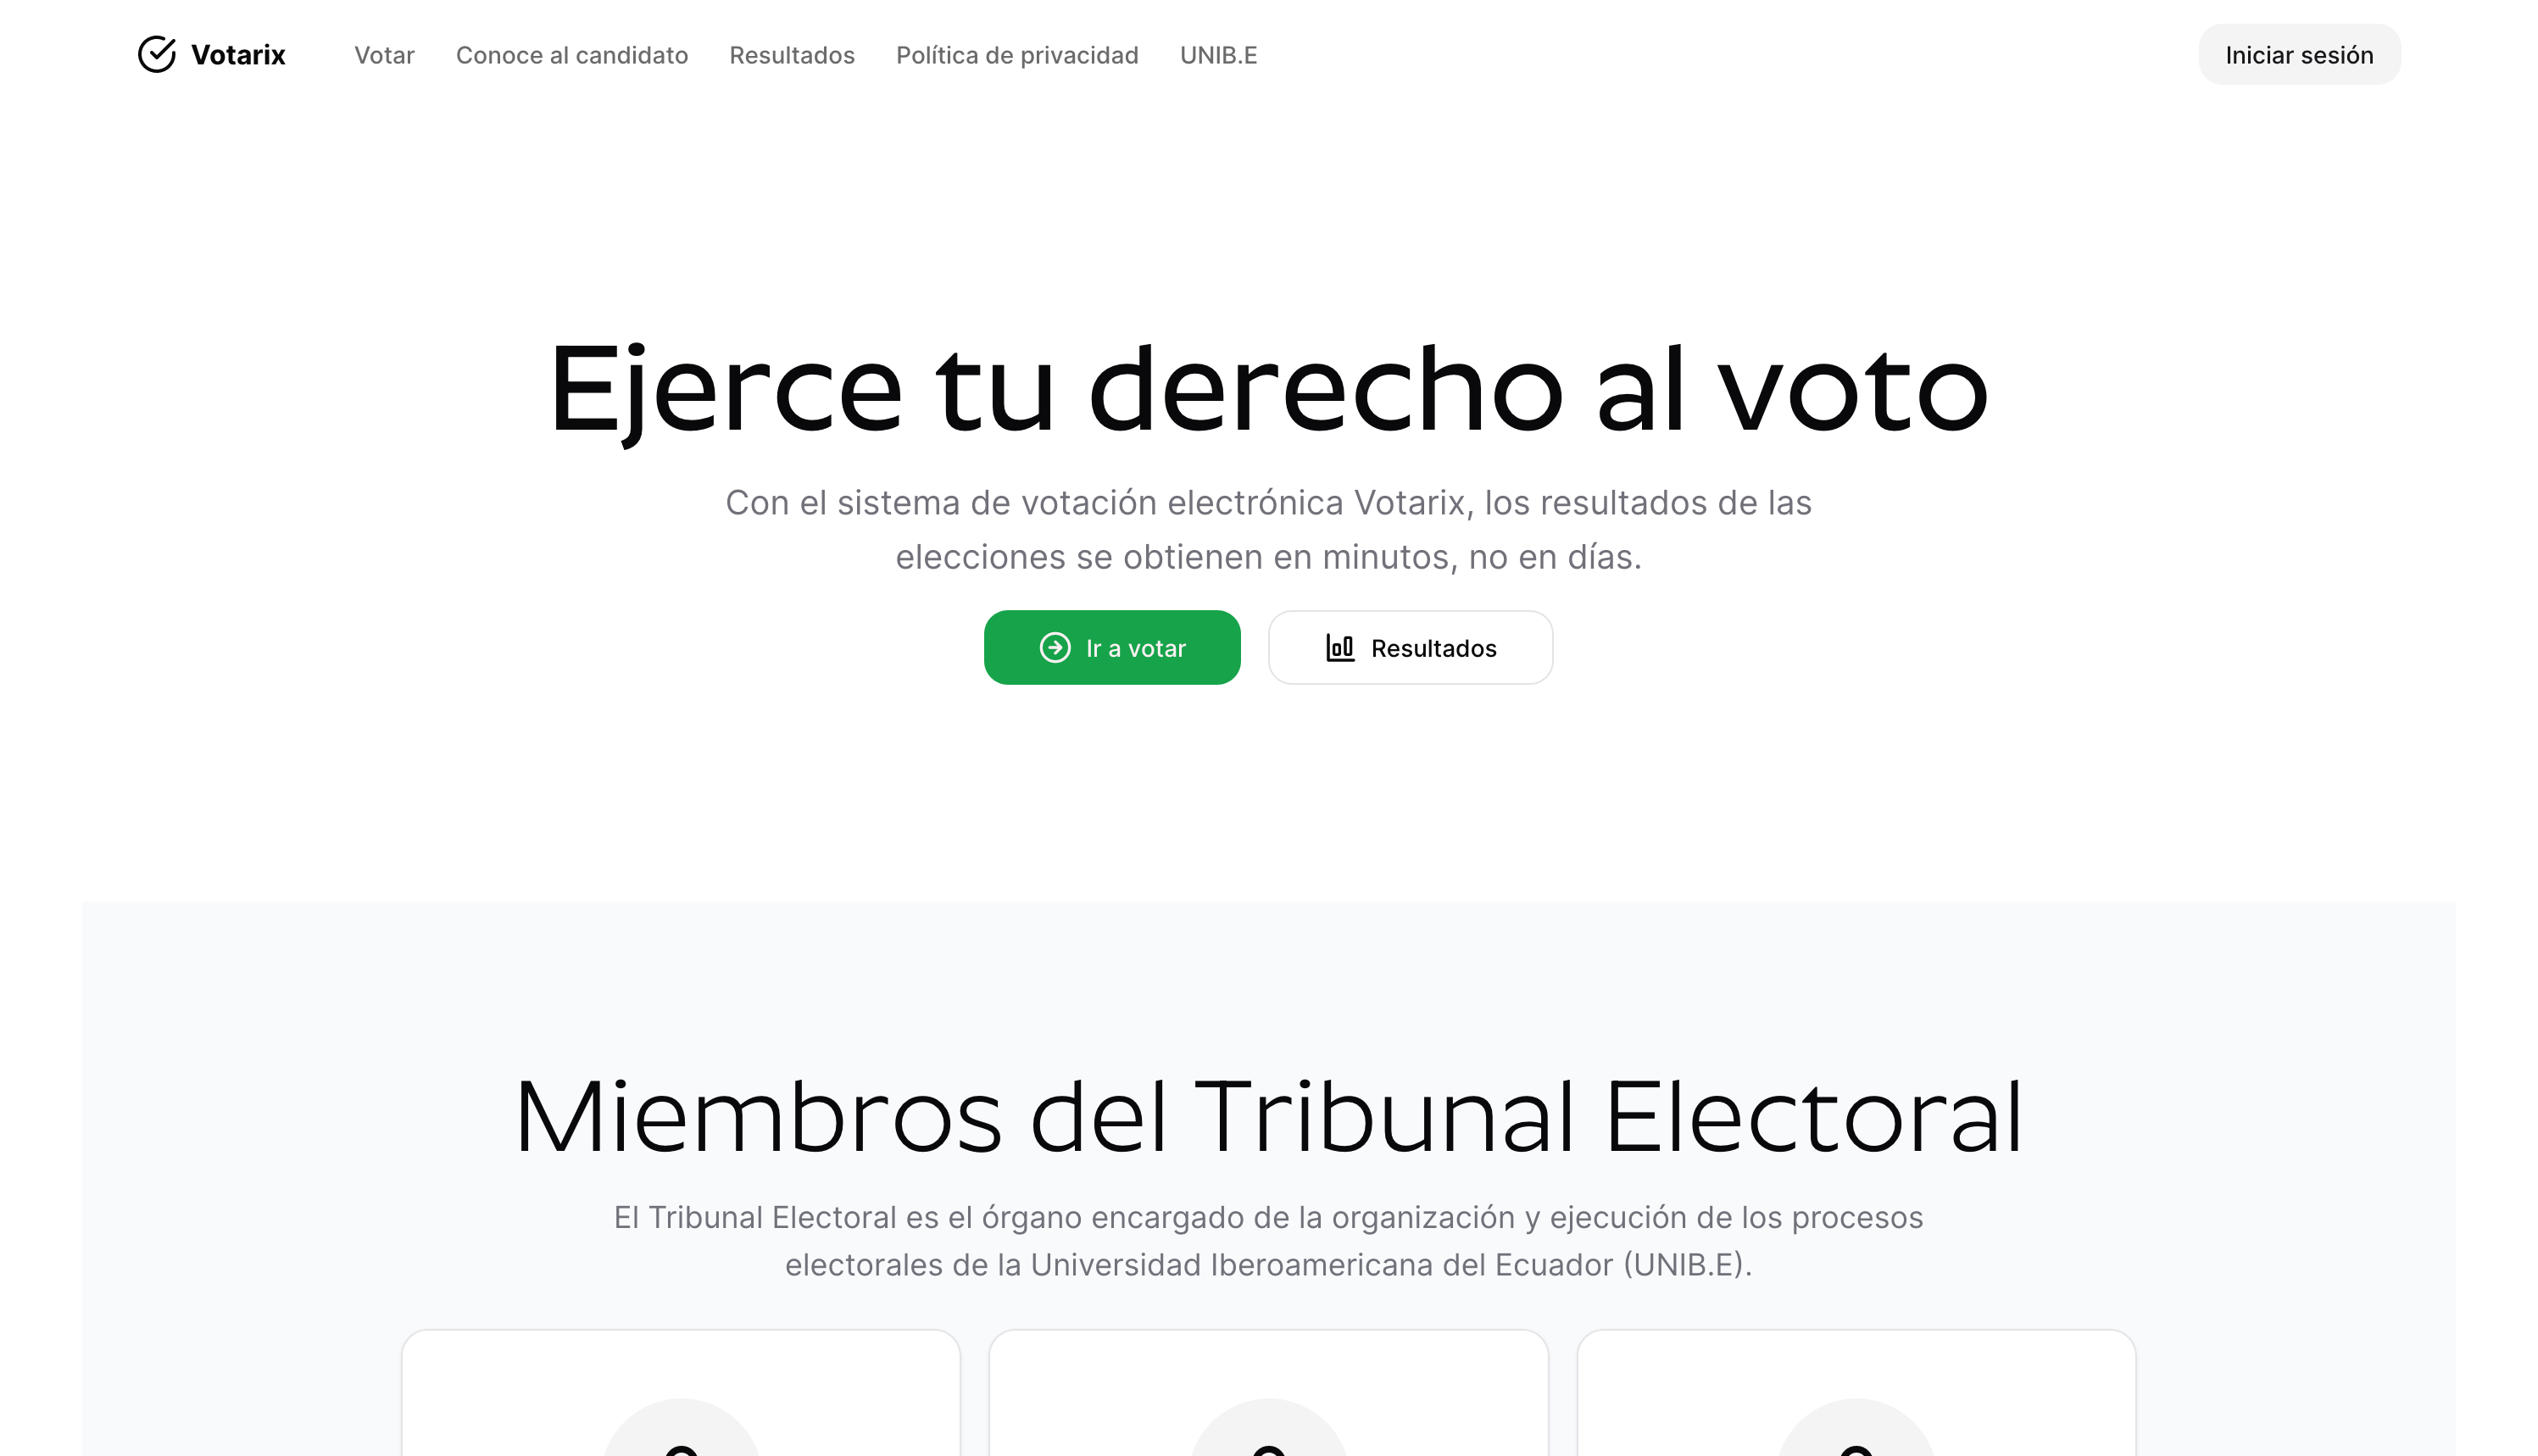 Votarix
Votar
Conoce al candidato
Resultados
Política de privacidad
UNIB.E
Iniciar sesión
Ejerce tu derecho al voto
Con el sistema de votación electrónica Votarix, los resultados de las
elecciones se obtienen en minutos, no en días.
Ir a votar
Resultados
Miembros del Tribunal Electoral
El Tribunal Electoral es el órgano encargado de la organización y ejecución de los procesos
electorales de la Universidad Iberoamericana del Ecuador (UNIB.E).